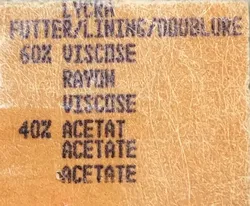 LYCRA
FUTTER/LINING/DOUBLURE
60% VISCOSE
RAYON
VISCOSE
40% ACETAT
ACETATE
ACETATE